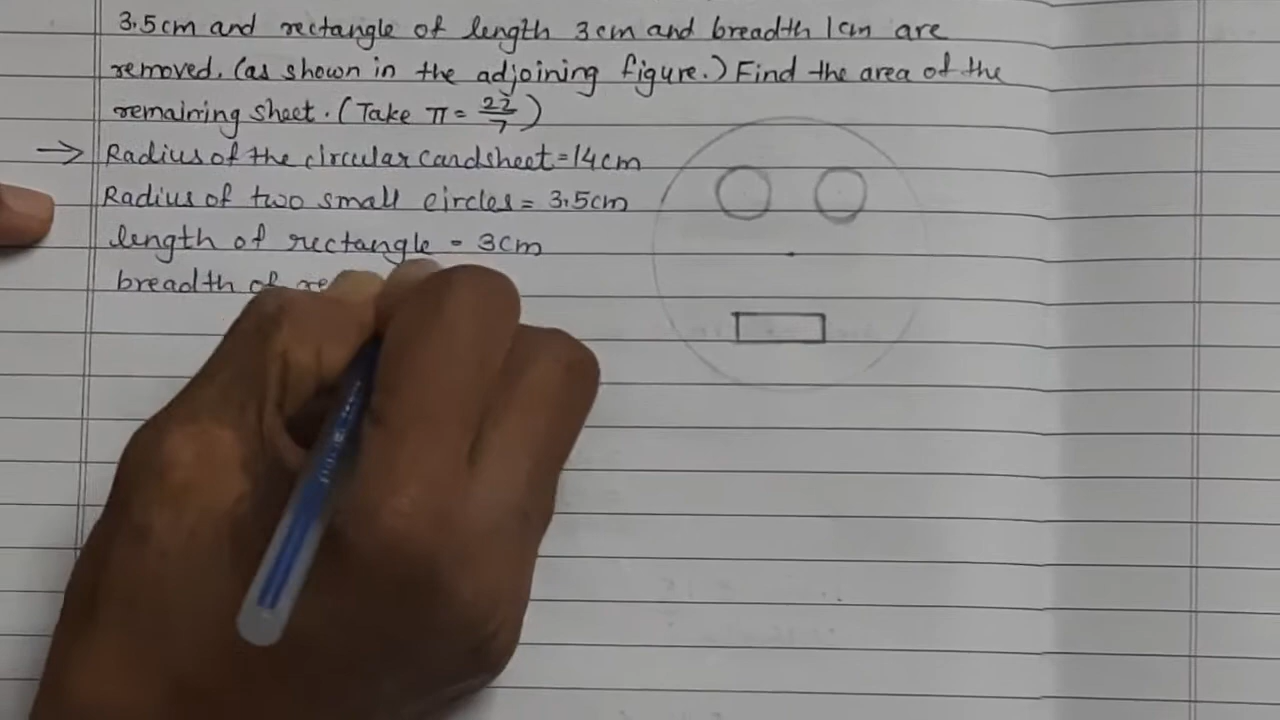 3.5cm and rectangle of length 3cm and breadth 1cm are
removed. (as shown in the adjoining figure.) Find the area of the
remaining sheet. (Take π = 22/7)
→ Radius of the circular cardsheet = 14cm
Radius of two small circles = 3.5cm
length of rectangle = 3cm
breadth of